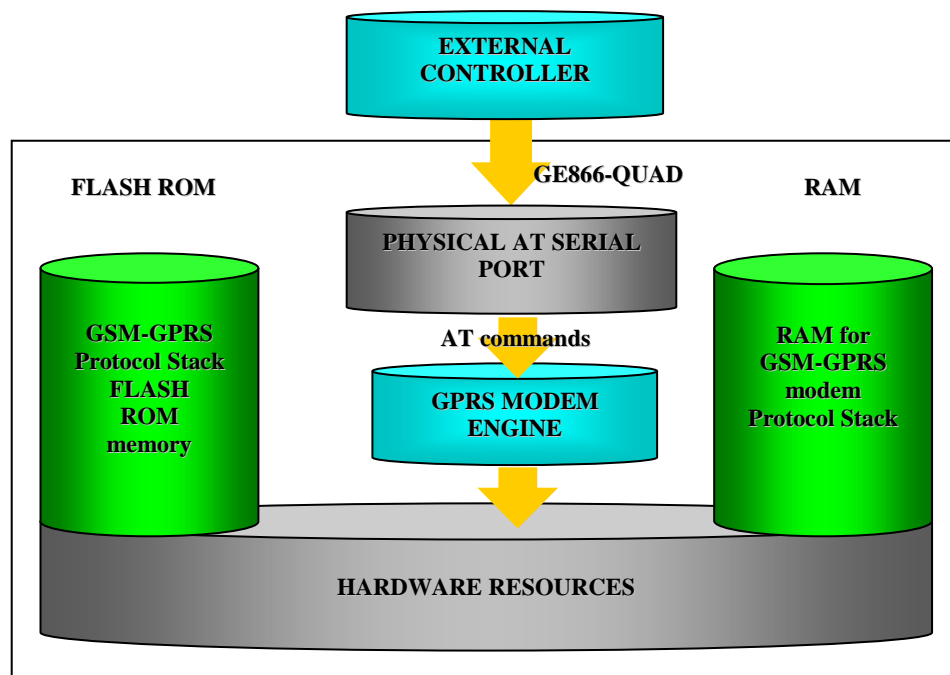 EXTERNAL
CONTROLLER
GE866-QUAD
FLASH ROM
RAM
PHYSICAL AT SERIAL
PORT
AT commands
GSM-GPRS
Protocol Stack
FLASH
ROM
memory
GPRS MODEM
ENGINE
RAM for
GSM-GPRS
modem
Protocol Stack
HARDWARE RESOURCES